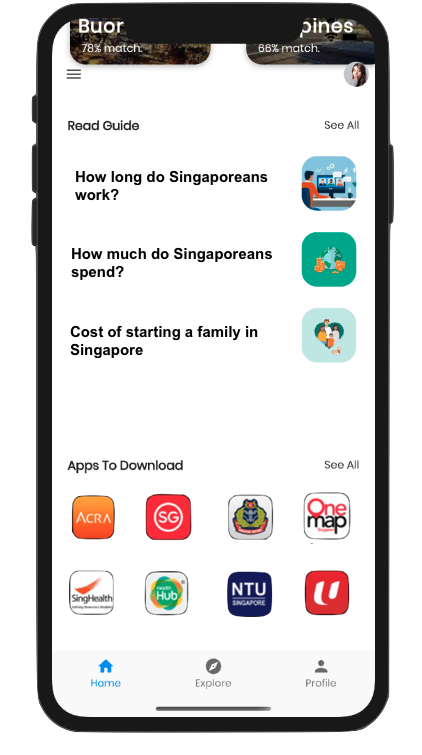 Buor
pines
78% match.
66% match.
Read Guide
See All
How long do Singaporeans
work?
How much do Singaporeans
spend?
Cost of starting a family in
Singapore
Apps To Download
See All
ACRA
SG
One
map
SingHealth
Hub
NTU
SINGAPORE
Home
Explore
Profile